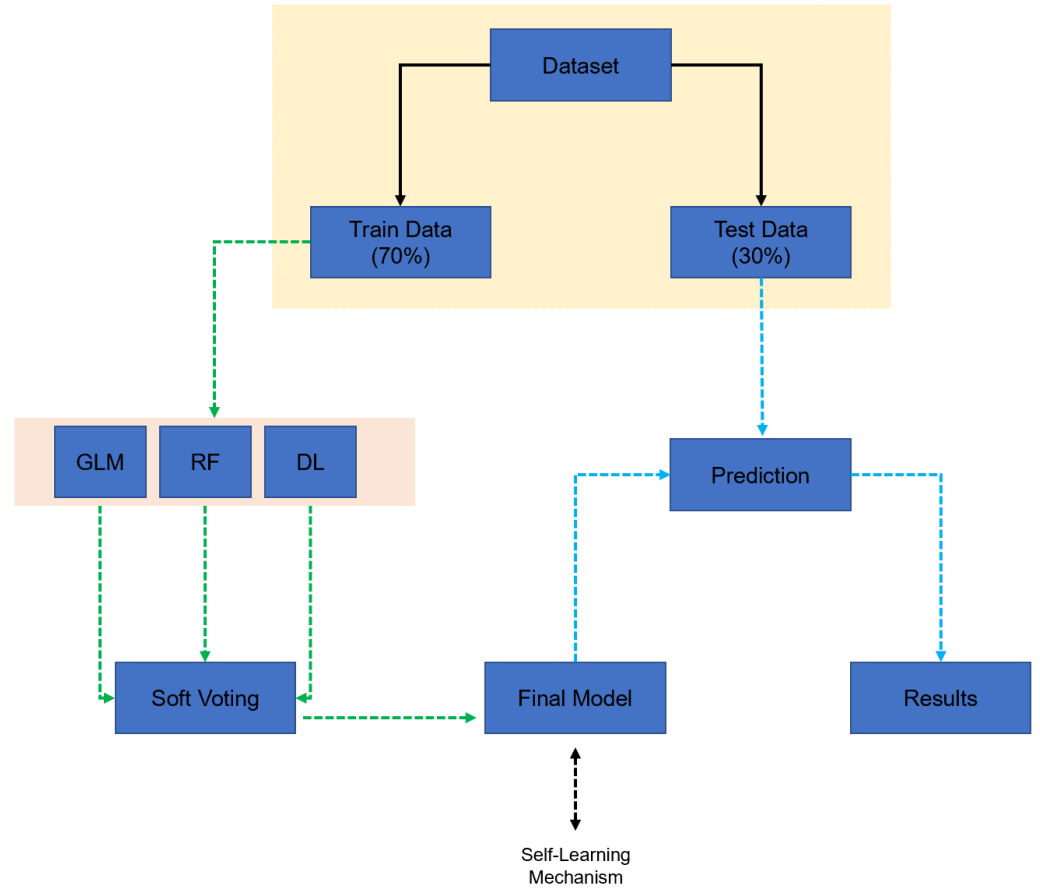 Dataset
Train Data
(70%)
Test Data
(30%)
GLM
RF
DL
Prediction
Soft Voting
Final Model
Results
Self-Learning
Mechanism